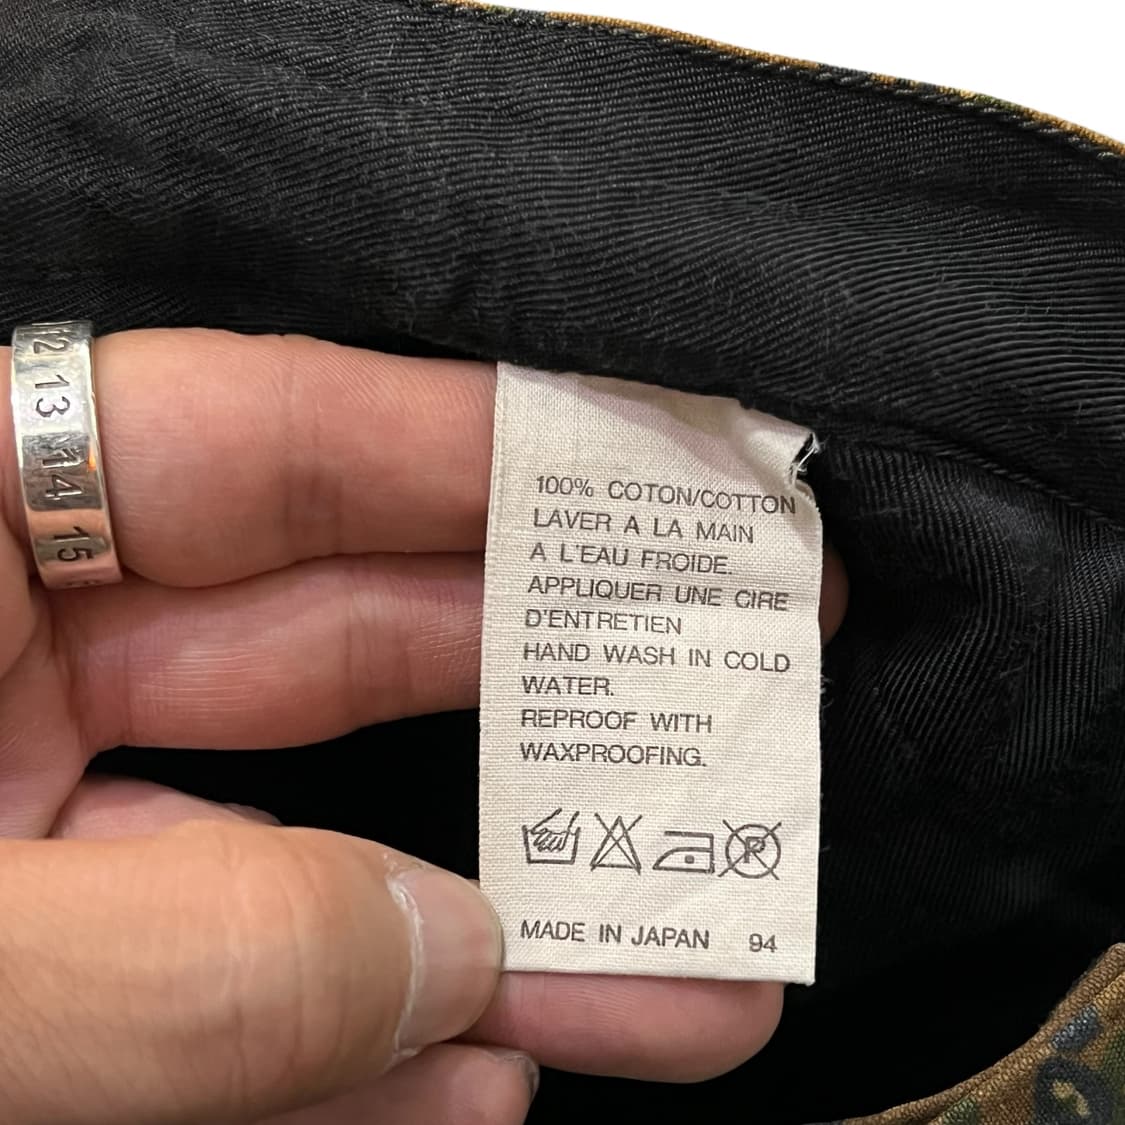 12
13
14
15
100% COTON/COTTON
LAVER A LA MAIN
A L'EAU FROIDE.
APPLIQUER UNE CIRE
D'ENTRETIEN
HAND WASH IN COLD
WATER.
REPROOF WITH
WAXPROOFING.
P
MADE IN JAPAN 94